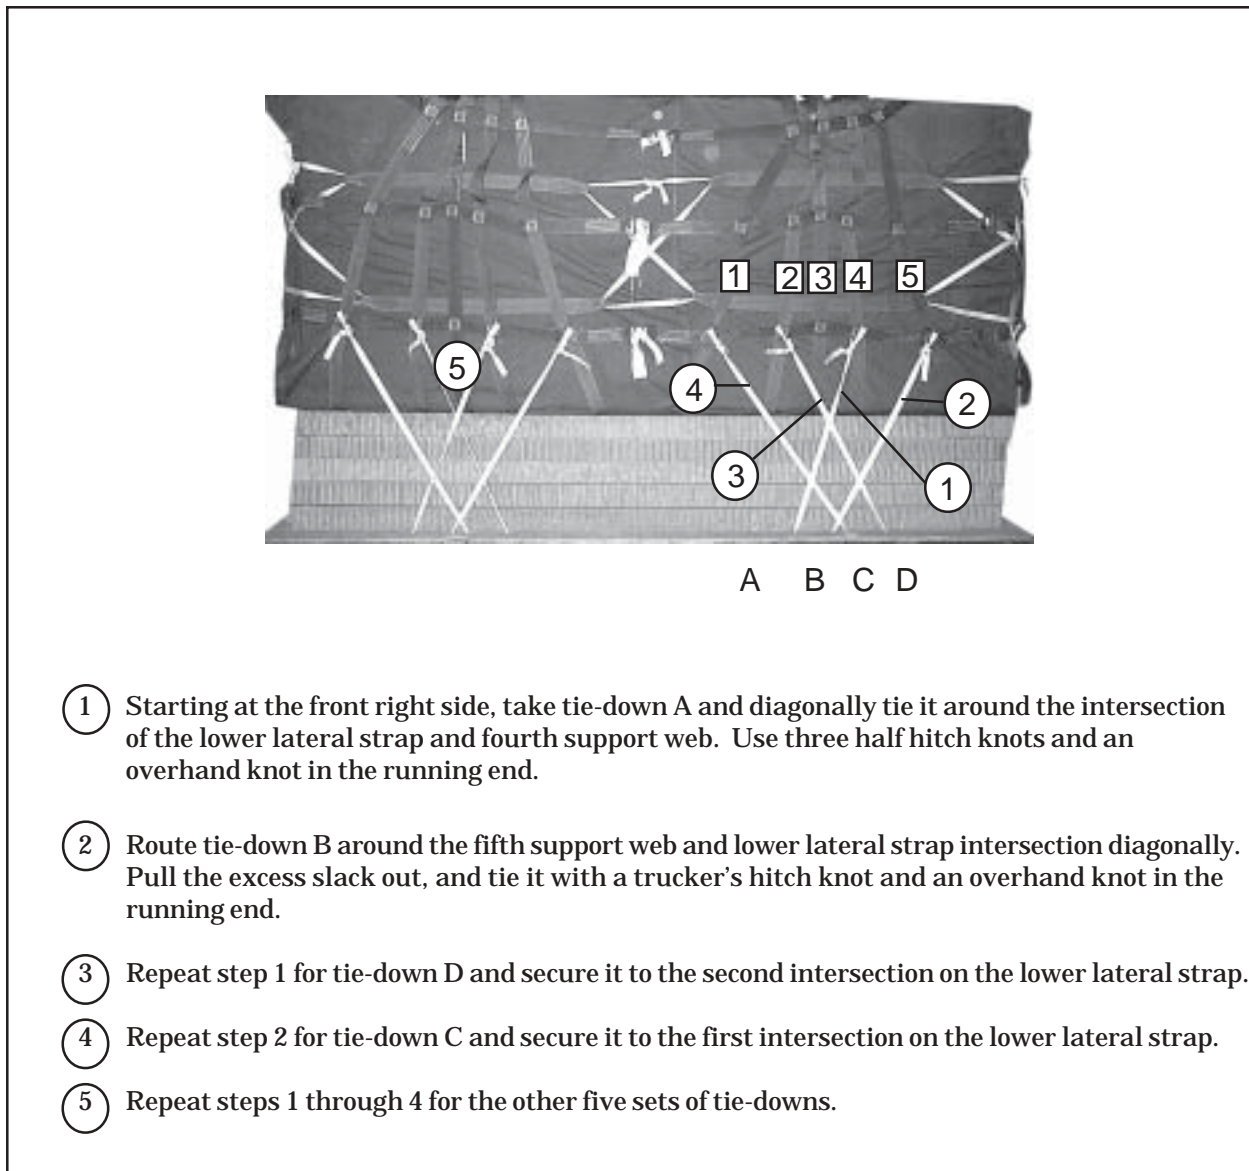 1 2 3 4 5
5
4
2
3
1
A B C D
1 Starting at the front right side, take tie-down A and diagonally tie it around the intersection
of the lower lateral strap and fourth support web. Use three half hitch knots and an
overhand knot in the running end.
2 Route tie-down B around the fifth support web and lower lateral strap intersection diagonally.
Pull the excess slack out, and tie it with a trucker’s hitch knot and an overhand knot in the
running end.
3 Repeat step 1 for tie-down D and secure it to the second intersection on the lower lateral strap.
4 Repeat step 2 for tie-down C and secure it to the first intersection on the lower lateral strap.
5 Repeat steps 1 through 4 for the other five sets of tie-downs.